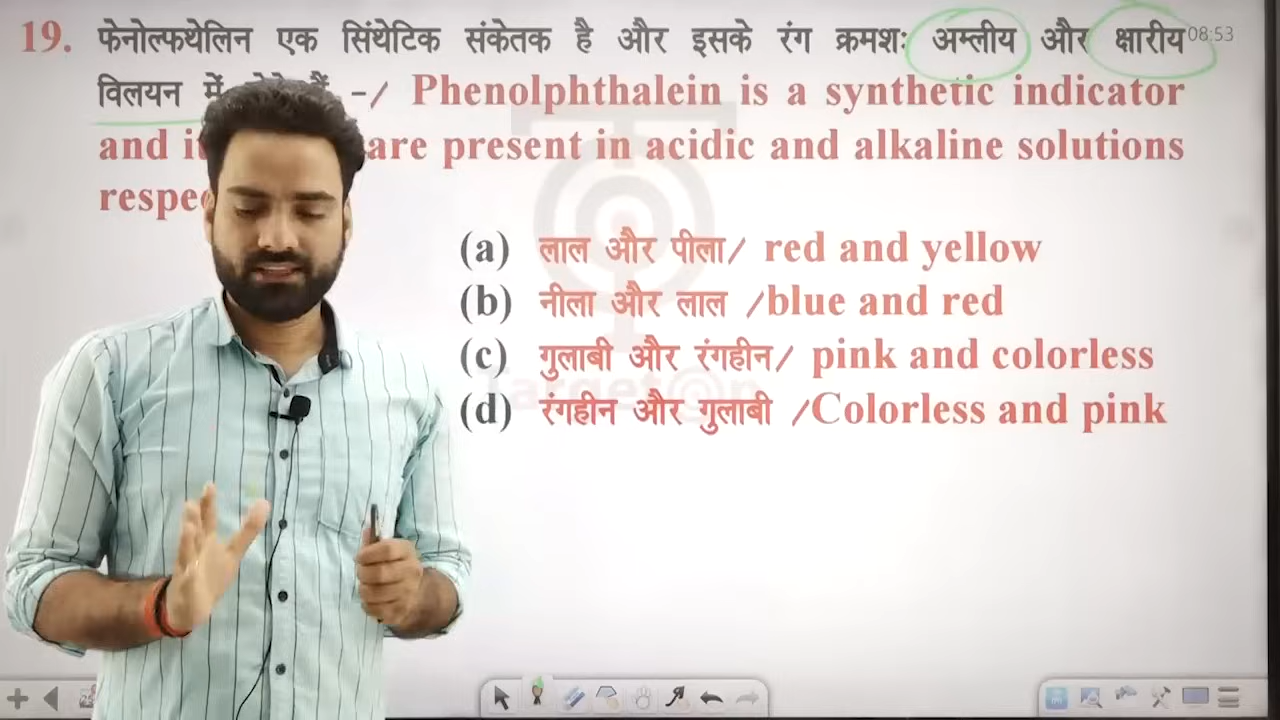 19. फेनोल्फथेलिन एक सिंथेटिक संकेतक है और इसके रंग क्रमशः अम्लीय और क्षारीय 08:53
विलयन में -/ Phenolphthalein is a synthetic indicator
and are present in acidic and alkaline solutions
(a) लाल और पीला/ red and yellow
(b) नीला और लाल /blue and red
(c) गुलाबी और रंगहीन/ pink and colorless
(d) रंगहीन और गुलाबी /Colorless and pink